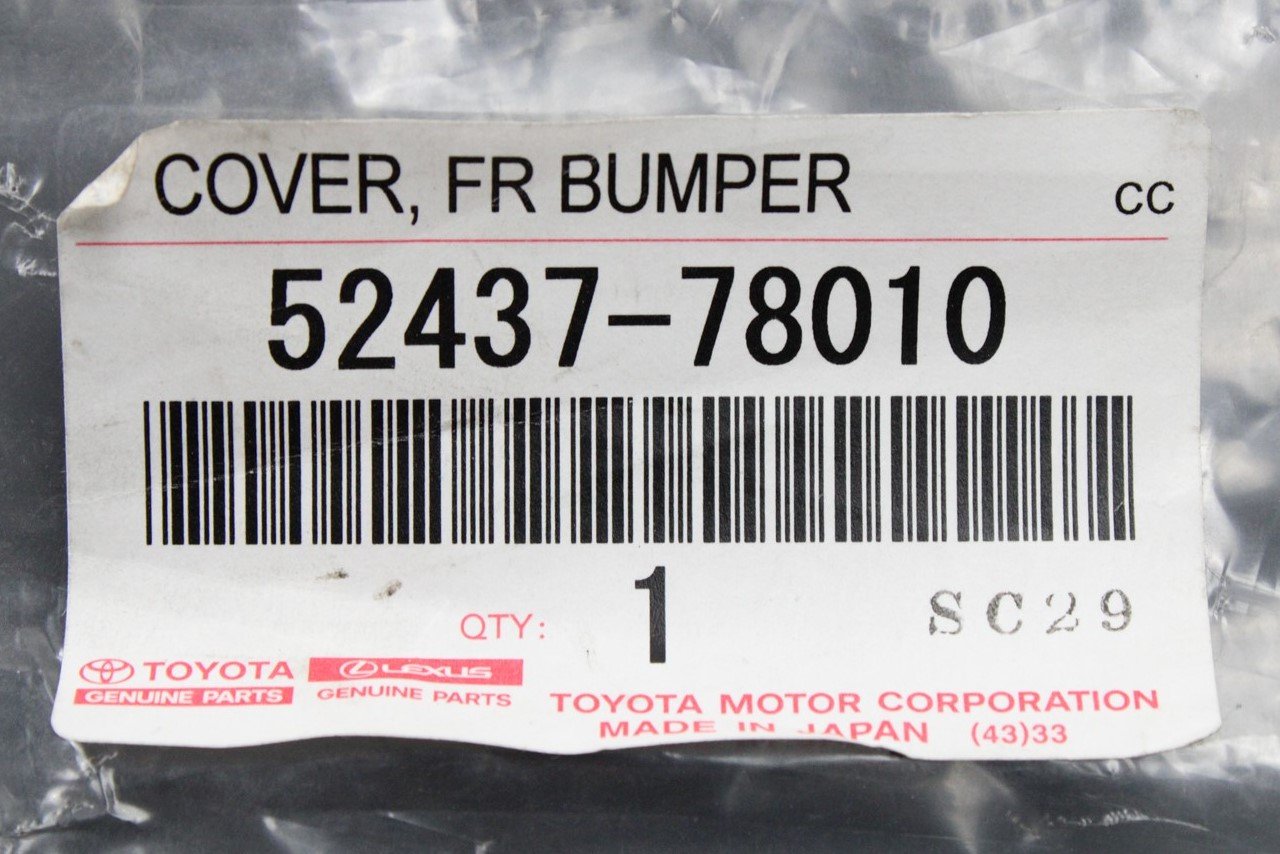 COVER, FR BUMPER CC
52437-78010
QTY: 1 SC29
TOYOTA LEXUS
GENUINE PARTS GENUINE PARTS
TOYOTA MOTOR CORPORATION
MADE IN JAPAN (43)33